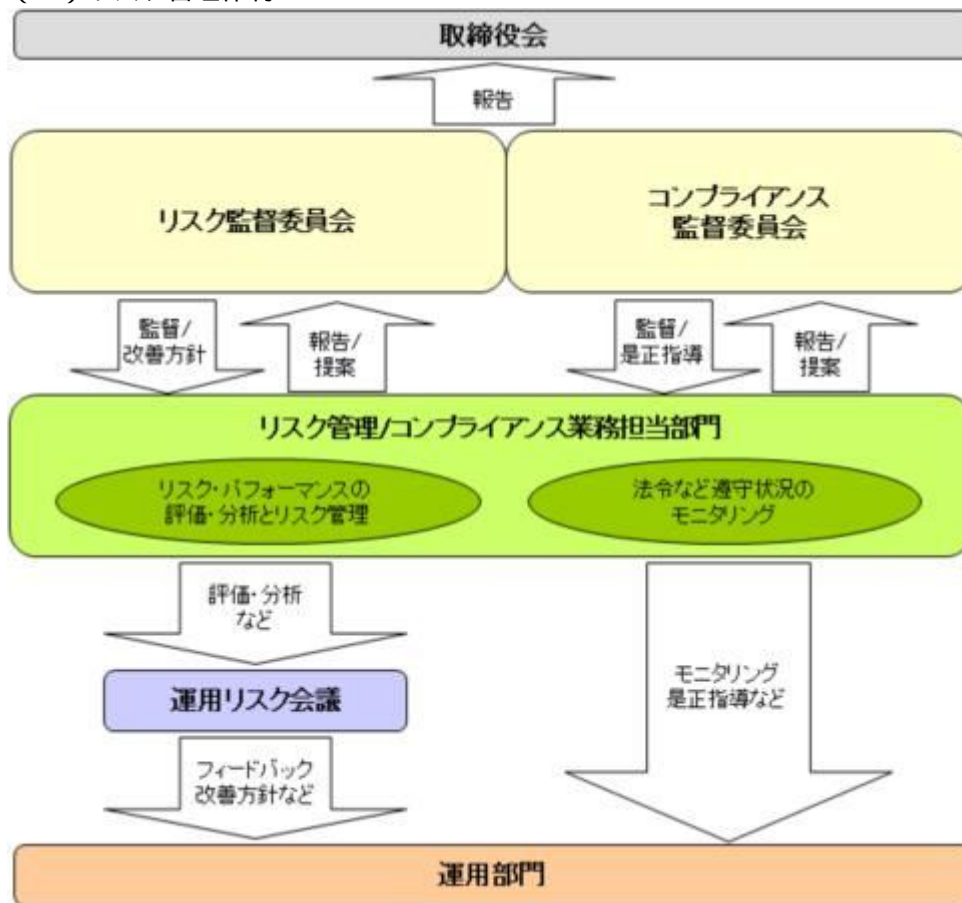 取締役会
報告
リスク監督委員会
コンプライアンス
監督委員会
監督/
改善方針
報告/
提案
監督/
是正指導
報告/
提案
リスク管理/コンプライアンス業務担当部門
リスク・パフォーマンスの
評価・分析とリスク管理
法令など遵守状況の
モニタリング
評価・分析
など
運用リスク会議
フィードバック
改善方針など
モニタリング
是正指導など
運用部門